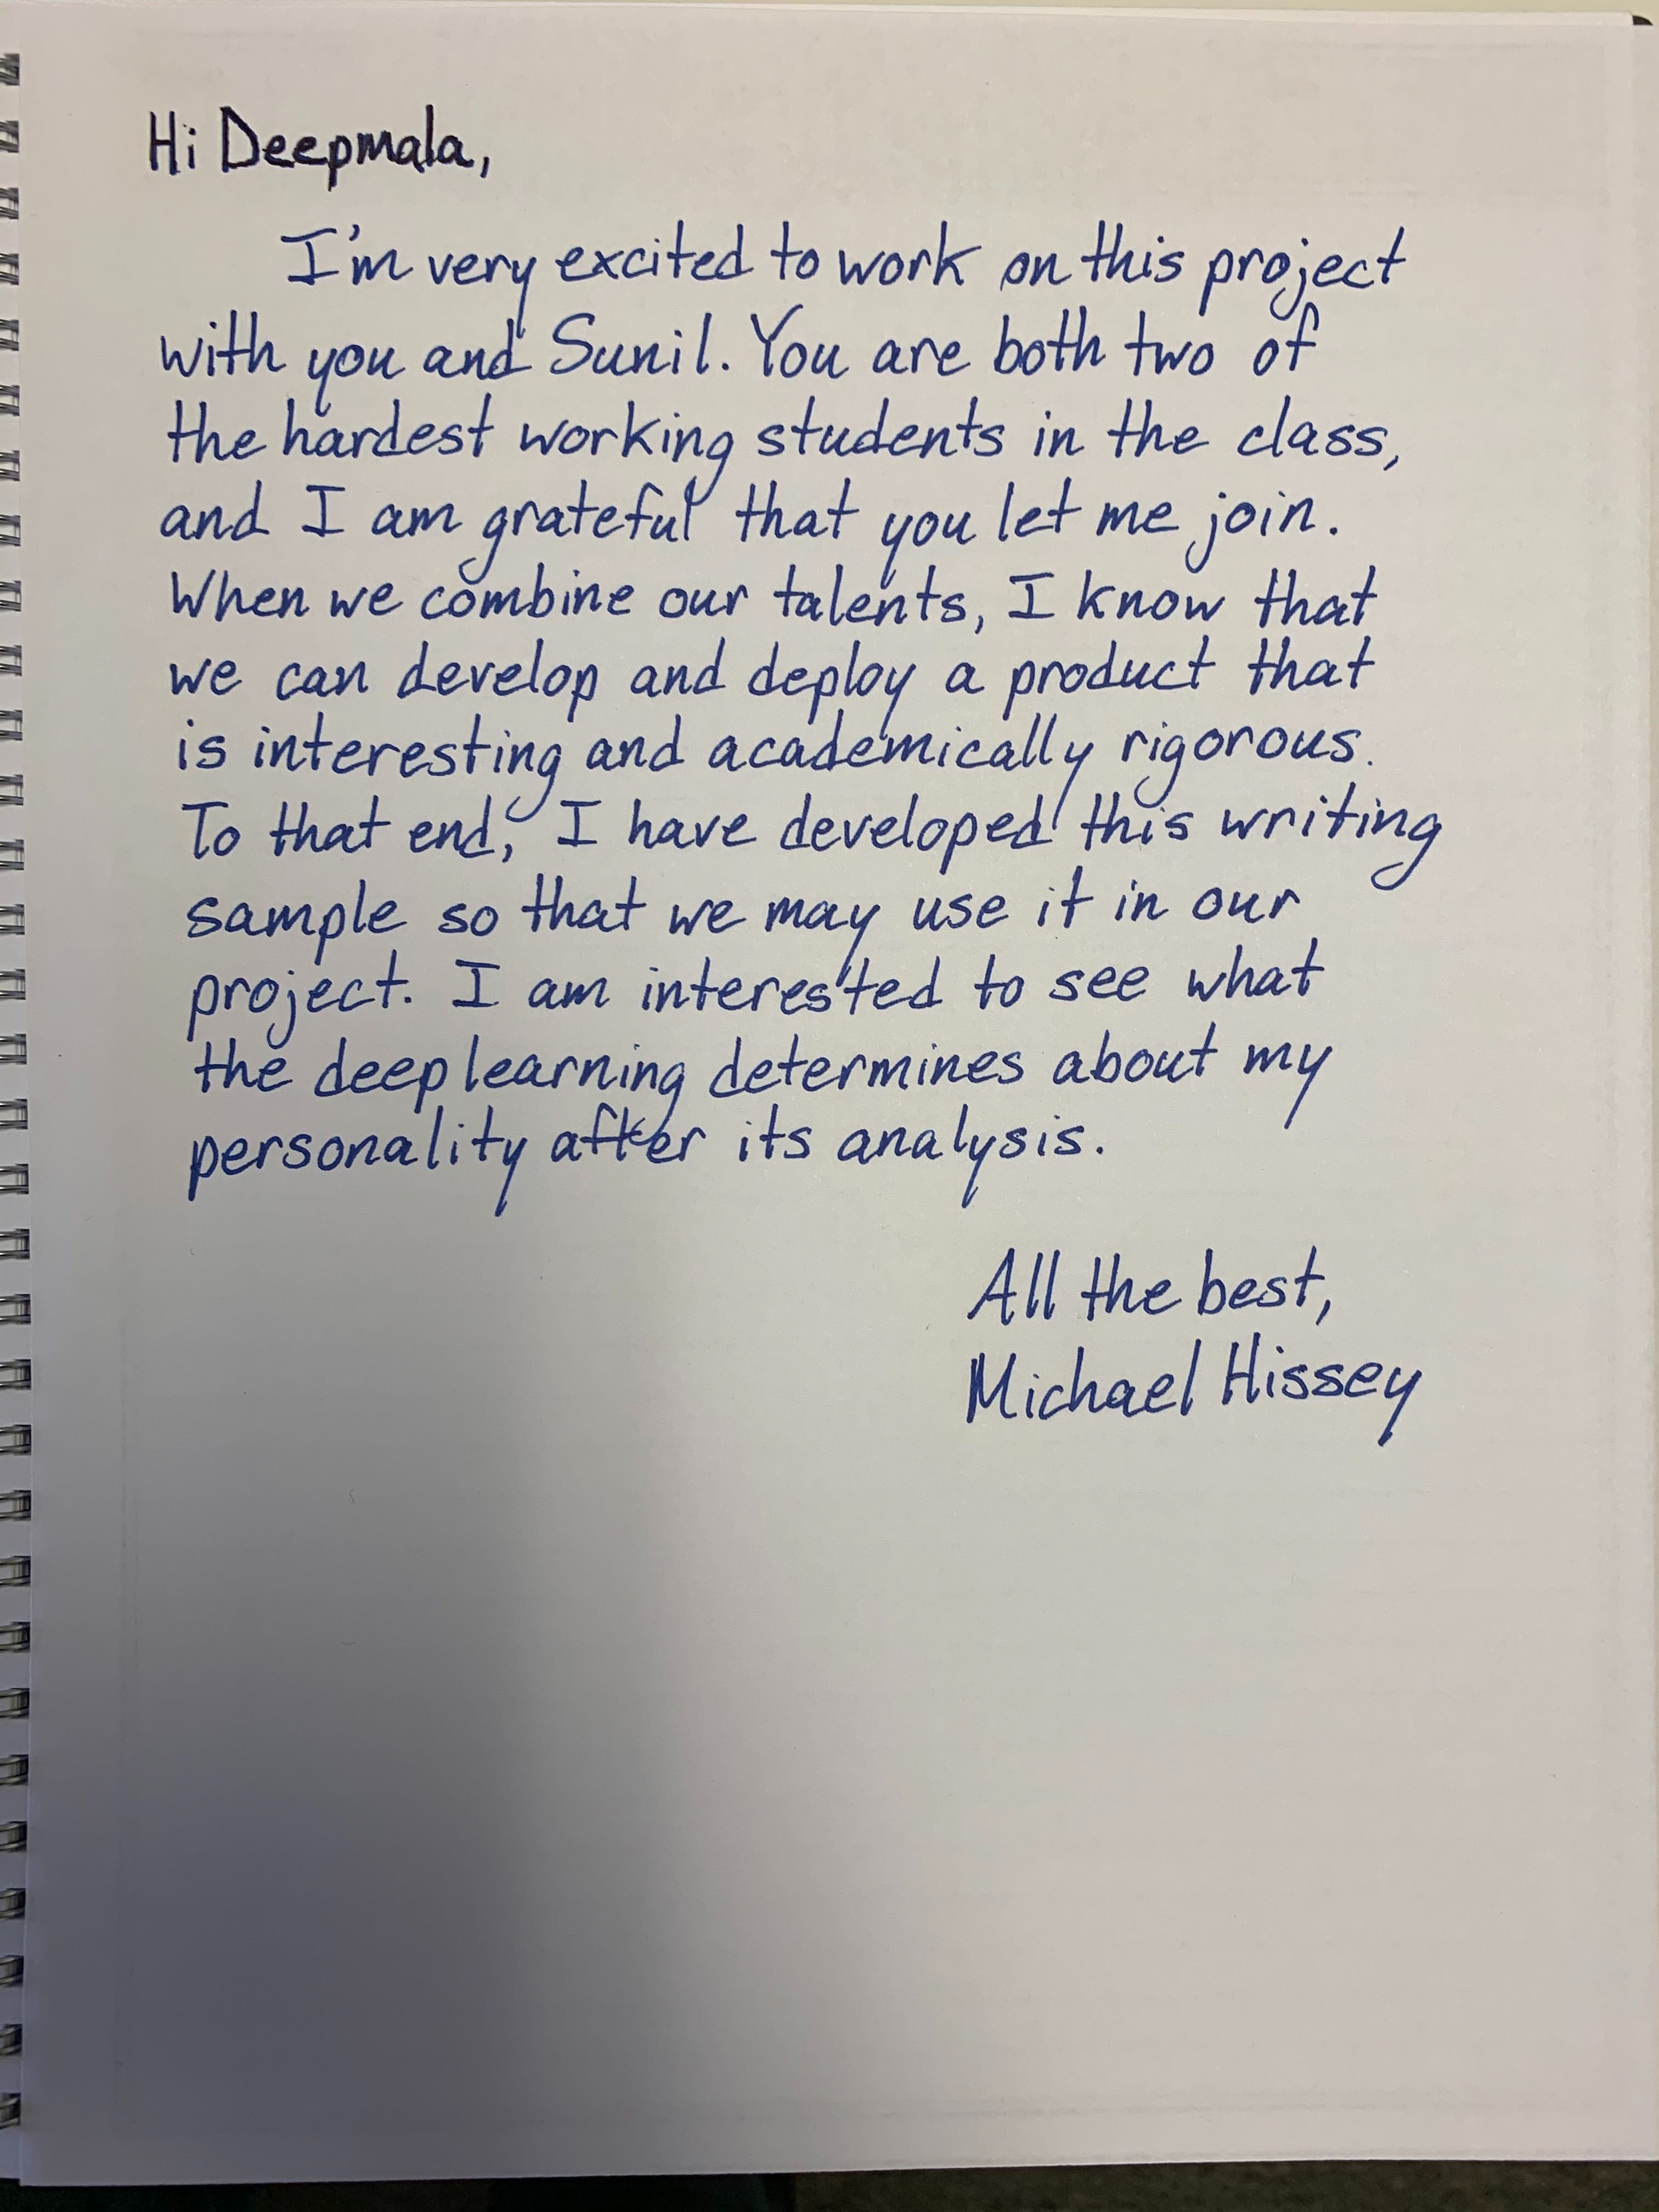 Hi Deepmala,
I'm very excited to work on this project
with you and Sunil. You are both two of
the hardest working students in the class,
and I am grateful that you let me join.
When we combine our talents, I know that
we can develop and deploy a product that
is interesting and academically rigorous.
To that end, I have developed this writing
sample so that we may use it in our
project. I am interested to see what
the deep learning determines about my
personality after its analysis.
All the best,
Michael Hissey